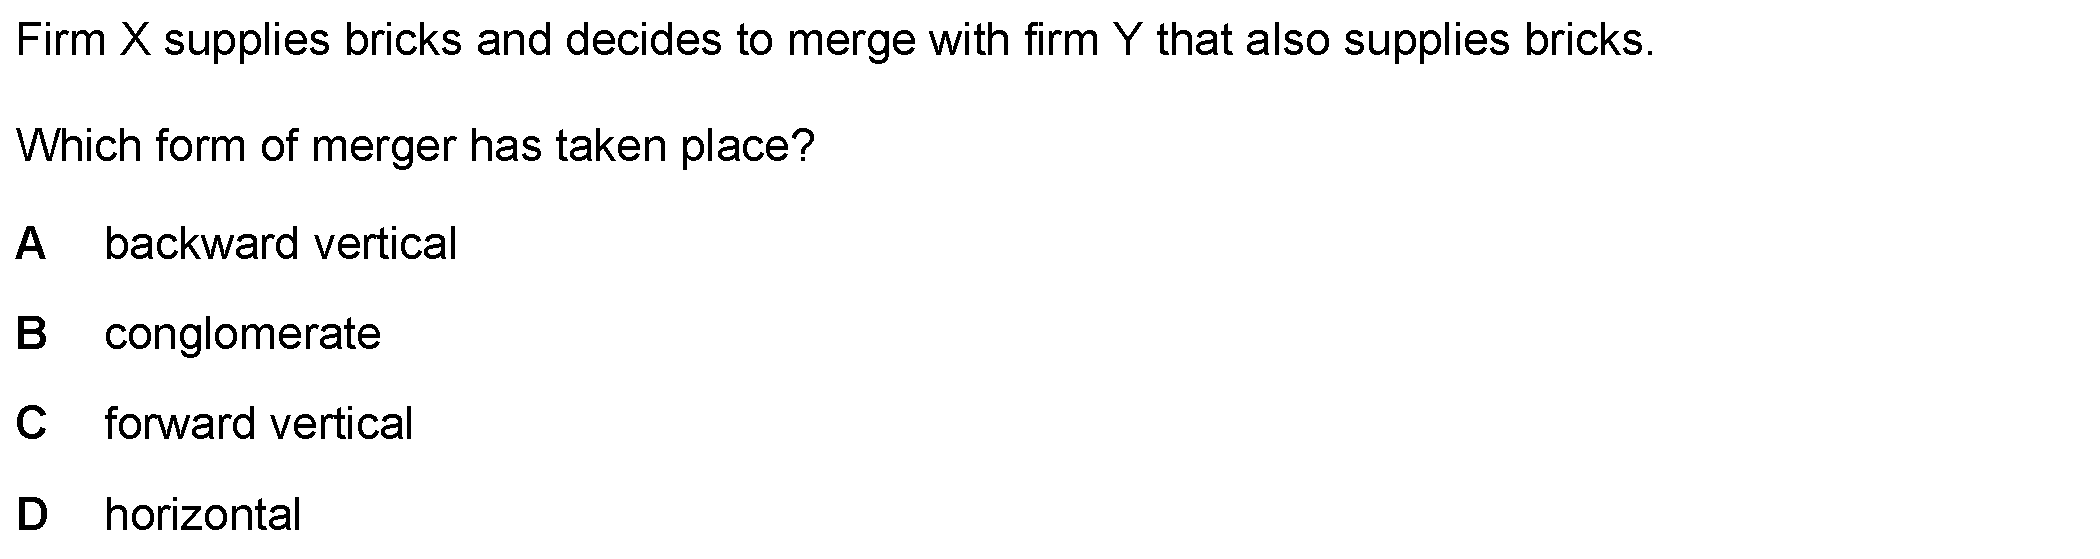 Firm X supplies bricks and decides to merge with firm Y that also supplies bricks.
Which form of merger has taken place?
A backward vertical
B conglomerate
C forward vertical
D horizontal